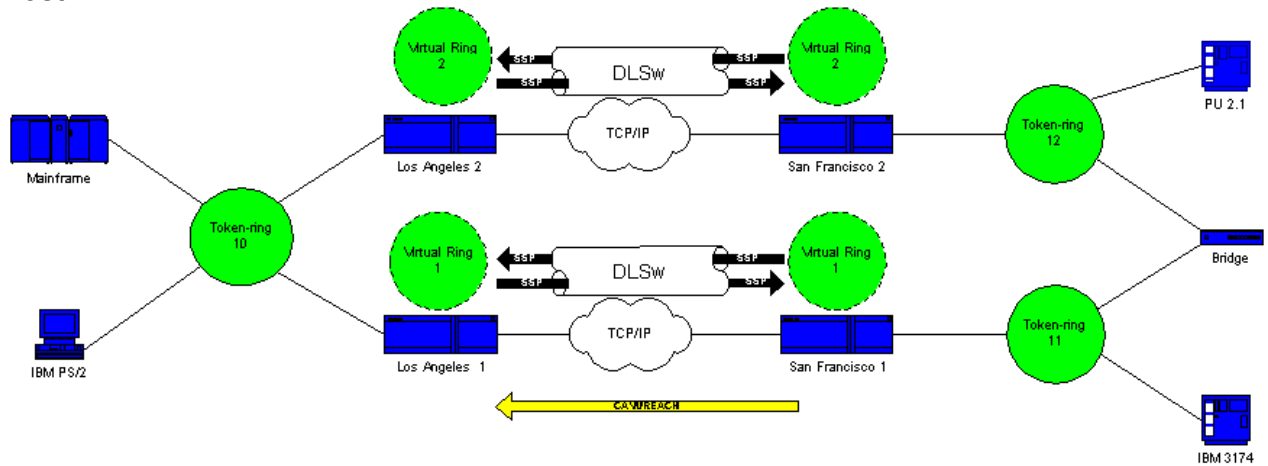 Virtual Ring
2
SSP
SSP
DLSw
SSP
SSP
Virtual Ring
2
PU 2.1
TCP/IP
Token-ring
12
Mainframe
Los Angeles 2
San Francisco 2
Token-ring
10
Virtual Ring
1
SSP
SSP
DLSw
SSP
SSP
Virtual Ring
1
Bridge
TCP/IP
Token-ring
11
IBM PS/2
Los Angeles 1
San Francisco 1
IBM 3174